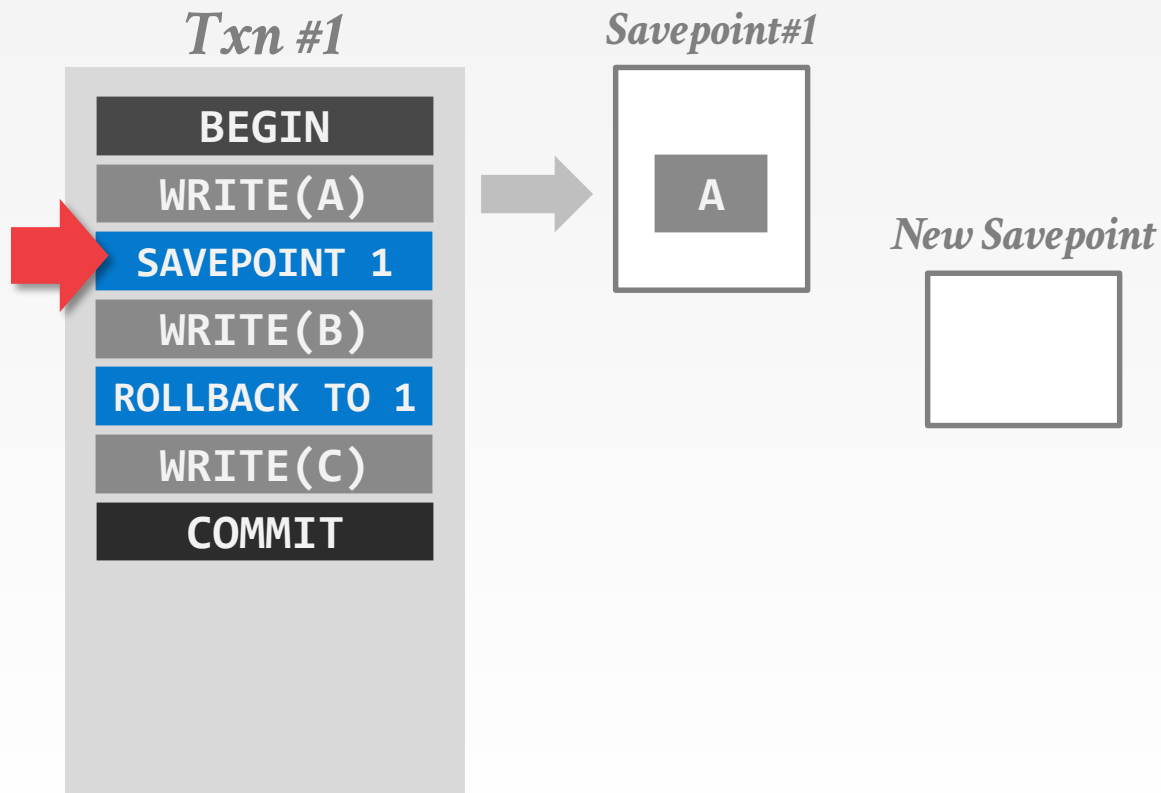 Txn #1
BEGIN
WRITE(A)
SAVEPOINT 1
WRITE(B)
ROLLBACK TO 1
WRITE(C)
COMMIT
Savepoint#1
A
New Savepoint